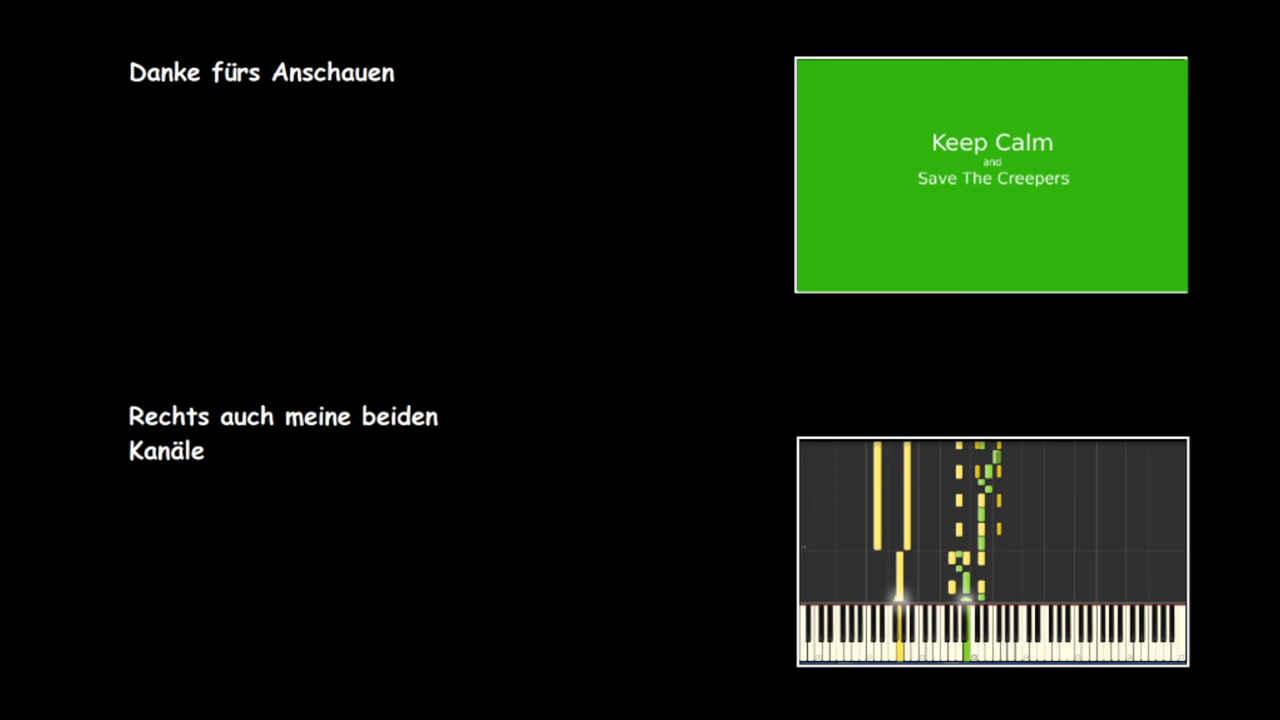 Danke fürs Anschauen
Keep Calm
and
Save The Creepers
Rechts auch meine beiden
Kanäle